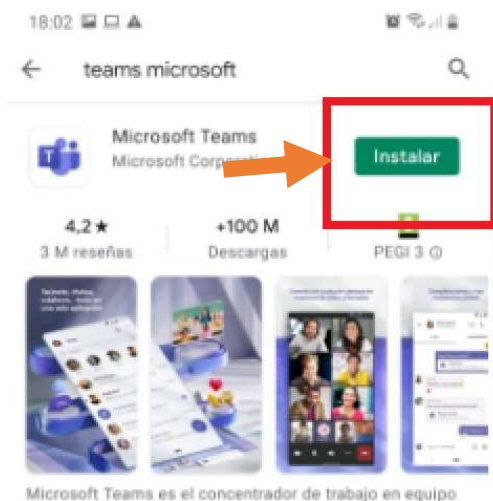 18:02
teams microsoft
Microsoft Teams
Microsoft
Instalar
4,2★
3 M reseñas
+100 M
Descargas
PEGI 3
Microsoft Teams es el concentrador de trabajo en equipo